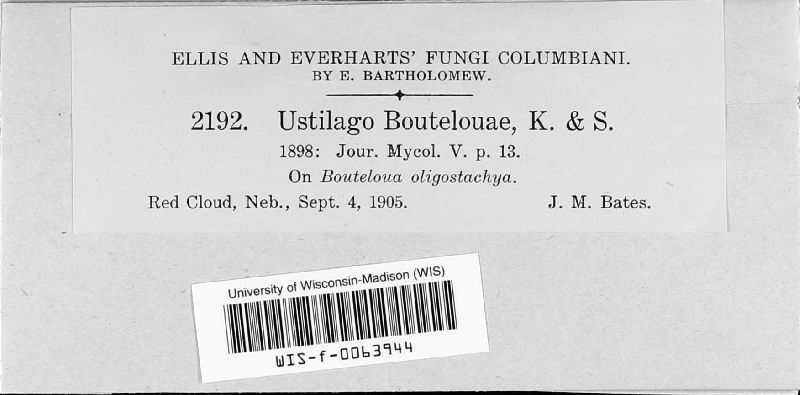 ELLIS AND EVERHARTS' FUNGI COLUMBIANI.
BY E. BARTHOLOMEW.
2192. Ustilago Boutelouae, K. & S.
1898: Jour. Mycol. V. p. 13.
On Bouteloua oligostachya.
Red Cloud, Neb., Sept. 4, 1905. J. M. Bates.
University of Wisconsin-Madison (WIS)
WIS-f-0063944